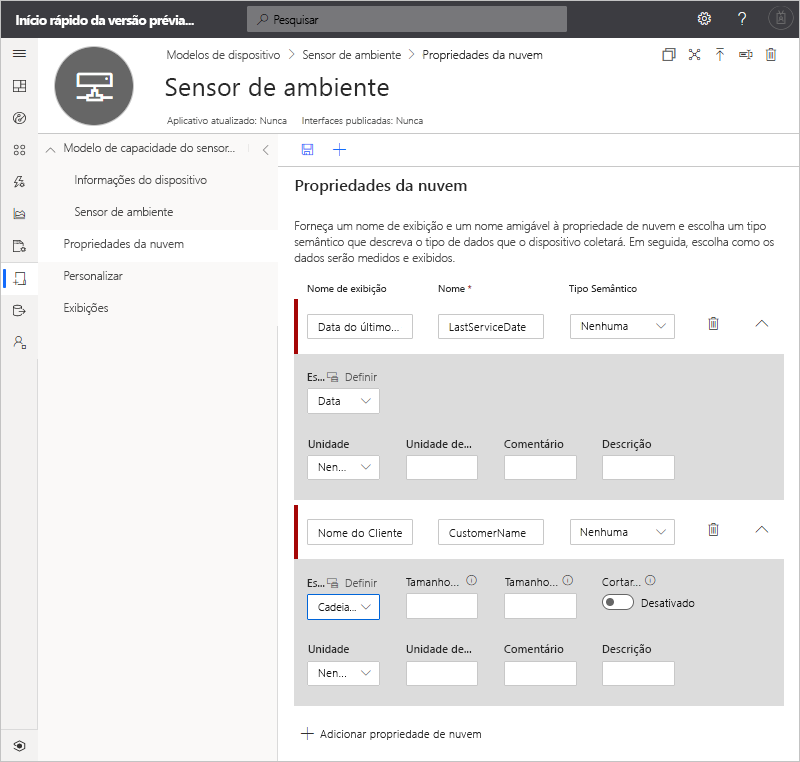 Início rápido da versão prévia...
Pesquisar
?
Modelos de dispositivo > Sensor de ambiente > Propriedades da nuvem
Sensor de ambiente
Aplicativo atualizado: Nunca Interfaces publicadas: Nunca
Modelo de capacidade do sensor...
Informações do dispositivo
Sensor de ambiente
Propriedades da nuvem
Personalizar
Exibições
Propriedades da nuvem
Forneça um nome de exibição e um nome amigável à propriedade de nuvem e escolha um tipo
semântico que descreva o tipo de dados que o dispositivo coletará. Em seguida, escolha como os
dados serão medidos e exibidos.
Nome de exibição Nome * Tipo Semântico
Data do último... LastServiceDate Nenhuma
Es... Definir
Data
Unidade Unidade de... Comentário Descrição
Nen...
Nome do Cliente CustomerName Nenhuma
Es... Definir Tamanho... Tamanho... Cortar...
Cadeia... Desativado
Unidade Unidade de... Comentário Descrição
Nen...
+ Adicionar propriedade de nuvem